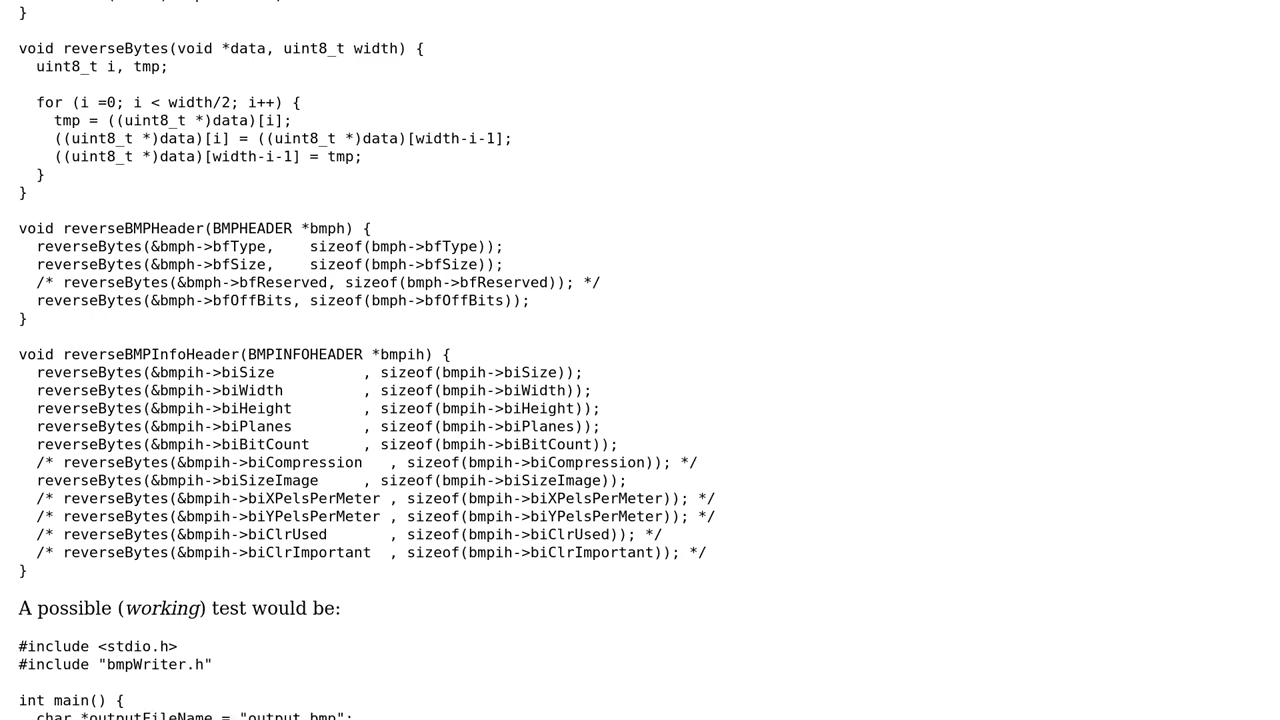 }
void reverseBytes(void *data, uint8_t width) {
  uint8_t i, tmp;
  for (i =0; i < width/2; i++) {
    tmp = ((uint8_t *)data)[i];
    ((uint8_t *)data)[i] = ((uint8_t *)data)[width-i-1];
    ((uint8_t *)data)[width-i-1] = tmp;
  }
}
void reverseBMPHeader(BMPHEADER *bmph) {
  reverseBytes(&bmph->bfType,    sizeof(bmph->bfType));
  reverseBytes(&bmph->bfSize,    sizeof(bmph->bfSize));
  /* reverseBytes(&bmph->bfReserved, sizeof(bmph->bfReserved)); */
  reverseBytes(&bmph->bfOffBits, sizeof(bmph->bfOffBits));
}
void reverseBMPInfoHeader(BMPINFOHEADER *bmpih) {
  reverseBytes(&bmpih->biSize          , sizeof(bmpih->biSize));
  reverseBytes(&bmpih->biWidth         , sizeof(bmpih->biWidth));
  reverseBytes(&bmpih->biHeight        , sizeof(bmpih->biHeight));
  reverseBytes(&bmpih->biPlanes        , sizeof(bmpih->biPlanes));
  reverseBytes(&bmpih->biBitCount      , sizeof(bmpih->biBitCount));
  /* reverseBytes(&bmpih->biCompression   , sizeof(bmpih->biCompression)); */
  reverseBytes(&bmpih->biSizeImage     , sizeof(bmpih->biSizeImage));
  /* reverseBytes(&bmpih->biXPelsPerMeter , sizeof(bmpih->biXPelsPerMeter)); */
  /* reverseBytes(&bmpih->biYPelsPerMeter , sizeof(bmpih->biYPelsPerMeter)); */
  /* reverseBytes(&bmpih->biClrUsed       , sizeof(bmpih->biClrUsed)); */
  /* reverseBytes(&bmpih->biClrImportant  , sizeof(bmpih->biClrImportant)); */
}
A possible (working) test would be:
#include <stdio.h>
#include "bmpWriter.h"
int main() {
  char *outputFileName = "output.bmp";